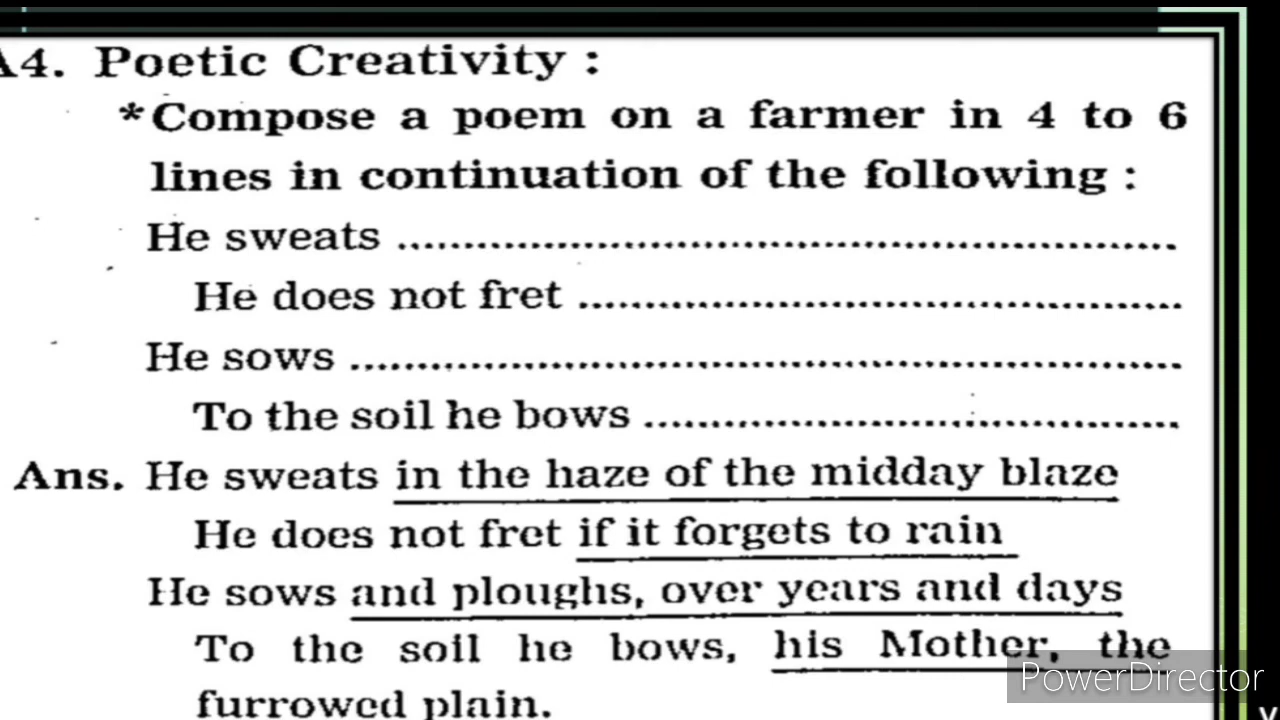 A4. Poetic Creativity :
*Compose a poem on a farmer in 4 to 6
lines in continuation of the following :
He sweats ............................................................
He does not fret ..............................................
He sows ................................................................
To the soil he bows .........................................
Ans. He sweats in the haze of the midday blaze
He does not fret if it forgets to rain
He sows and ploughs, over years and days
To the soil he bows, his Mother, the
furrowed plain.
PowerDirector